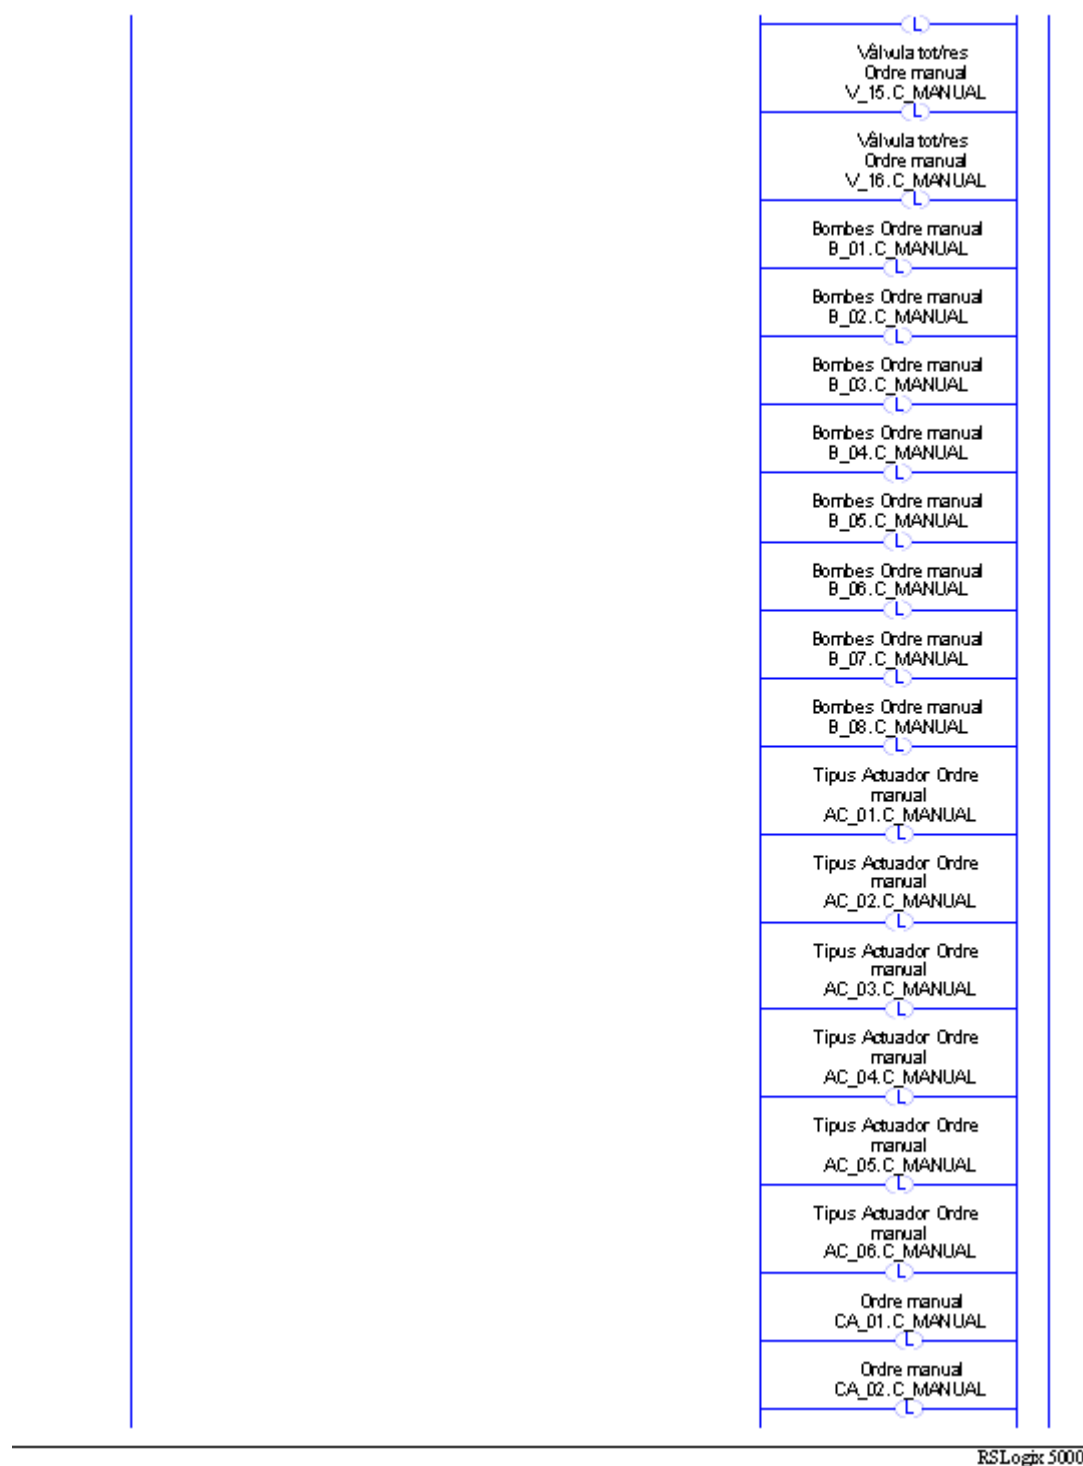 L
Vâlvula tot/res
Ordre manual
V_15.C_MANUAL
L
Vâlvula tot/res
Ordre manual
V_16.C_MANUAL
L
Bombes Ordre manual
B_01.C_MANUAL
L
Bombes Ordre manual
B_02.C_MANUAL
L
Bombes Ordre manual
B_03.C_MANUAL
L
Bombes Ordre manual
B_04.C_MANUAL
L
Bombes Ordre manual
B_05.C_MANUAL
L
Bombes Ordre manual
B_06.C_MANUAL
L
Bombes Ordre manual
B_07.C_MANUAL
L
Bombes Ordre manual
B_08.C_MANUAL
L
Tipus Actuador Ordre
manual
AC_01.C_MANUAL
L
Tipus Actuador Ordre
manual
AC_02.C_MANUAL
L
Tipus Actuador Ordre
manual
AC_03.C_MANUAL
L
Tipus Actuador Ordre
manual
AC_04.C_MANUAL
L
Tipus Actuador Ordre
manual
AC_05.C_MANUAL
L
Tipus Actuador Ordre
manual
AC_06.C_MANUAL
L
Ordre manual
CA_01.C_MANUAL
L
Ordre manual
CA_02.C_MANUAL
L
RSLogix 5000